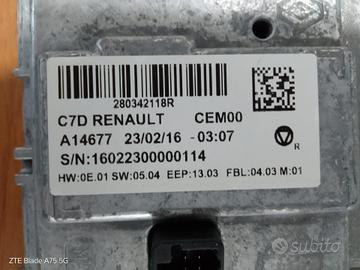 280342118R
C7D RENAULT CEM00
A14677 23/02/16 -03:07
S/N:16022300000114
HW:0E.01 SW:05.04 EEP:13.03 FBL:04.03 M:01
R
ZTE Blade A75 5G
subito